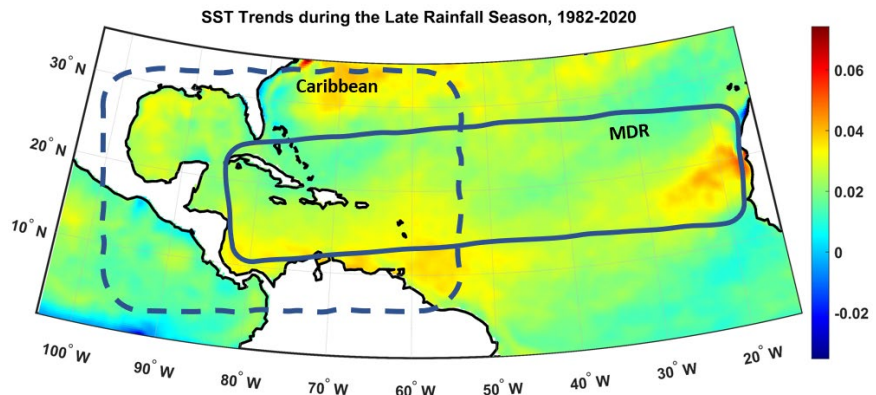 SST Trends during the Late Rainfall Season, 1982-2020
30° N
20° N
10° N
Caribbean
MDR
100° W
90° W
80° W
70° W
60° W
50° W
40° W
30° W
20° W
0.06
0.04
0.02
0
-0.02